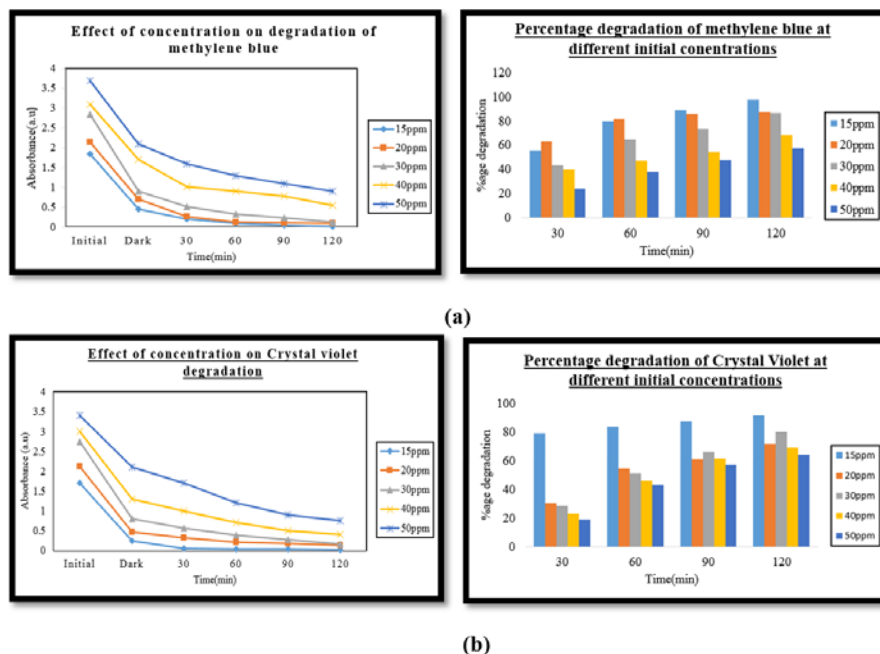 Effect of concentration on degradation of
methylene blue
Absorbance(a.u)
4
3.5
3
2.5
2
1.5
1
0.5
0
Initial Dark 30 60 90 120
Time(min)
15ppm
20ppm
30ppm
40ppm
50ppm
Percentage degradation of methylene blue at
different initial conentrations
%age degradation
120
100
80
60
40
20
0
30 60 90 120
Time(min)
15ppm
20ppm
30ppm
40ppm
50ppm
(a)
Effect of concentration on Crystal violet
degradation
Absorbance (a.u)
4
3.5
3
2.5
2
1.5
1
0.5
0
Initial Dark 30 60 90 120
Time(min)
15ppm
20ppm
30ppm
40ppm
50ppm
Percentage degradation of Crystal Violet at
different initial concentrations
%age degradation
100
80
60
40
20
0
30 60 90 120
Time(min)
15ppm
20ppm
30ppm
40ppm
50ppm
(b)